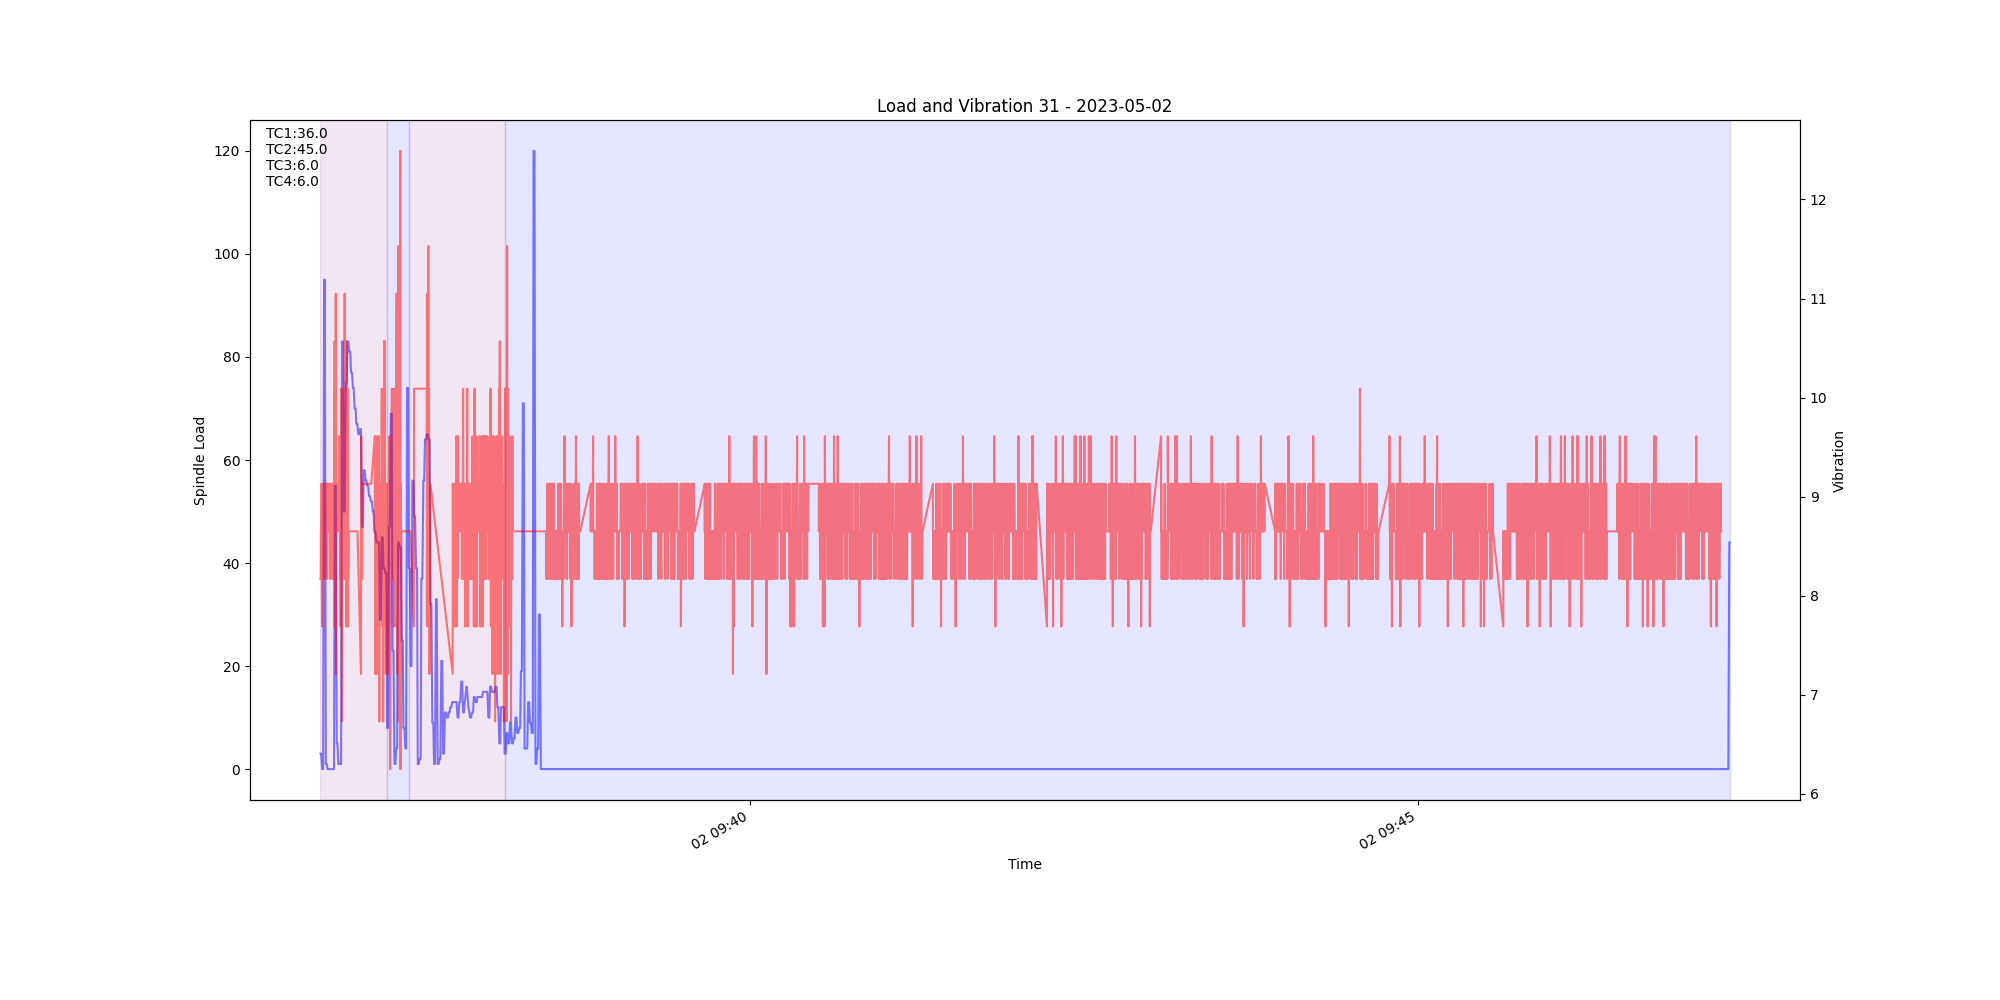 Load and Vibration 31 - 2023-05-02
TC1:36.0
TC2:45.0
TC3:6.0
TC4:6.0
120
100
80
60
40
20
0
Spindle Load
12
11
10
9
8
7
6
Vibration
02 09:40
02 09:45
Time